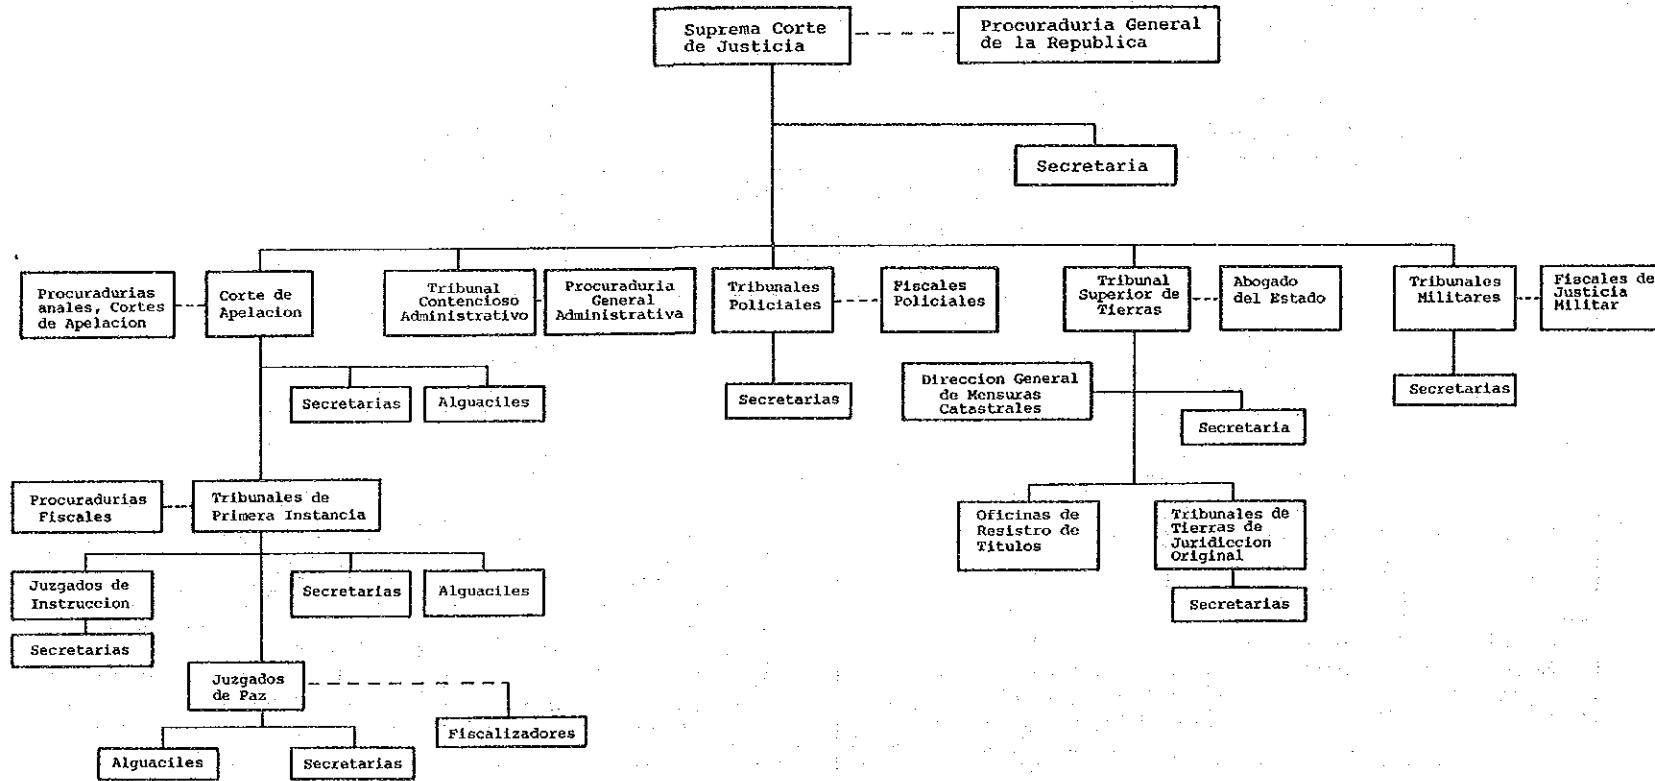 Suprema Corte
de Justicia
Procuraduria General
de la Republica
Secretaria
Procuradurias
anales, Cortes
de Apelacion
Corte de
Apelacion
Tribunal
Contencioso
Administrativo
Procuraduria
General
Administrativa
Tribunales
Policiales
Fiscales
Policiales
Tribunal
Superior de
Tierras
Abogado
del Estado
Tribunales
Militares
Fiscales de
Justicia
Militar
Secretarias
Alguaciles
Secretarias
Direccion General
de Mensuras
Catastrales
Secretaria
Secretarias
Procuradurias
Fiscales
Tribunales de
Primera Instancia
Oficinas de
Resistro de
Titulos
Tribunales de
Tierras de
Juridiccion
Original
Juzgados de
Instruccion
Secretarias
Alguaciles
Secretarias
Secretarias
Juzgados
de Paz
Fiscalizadores
Alguaciles
Secretarias